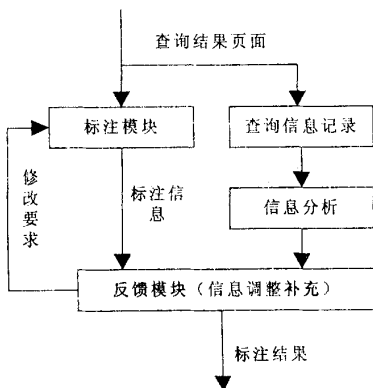 查询结果页面
标注模块
查询信息记录
修改要求
标注信息
信息分析
反馈模块（信息调整补充）
标注结果